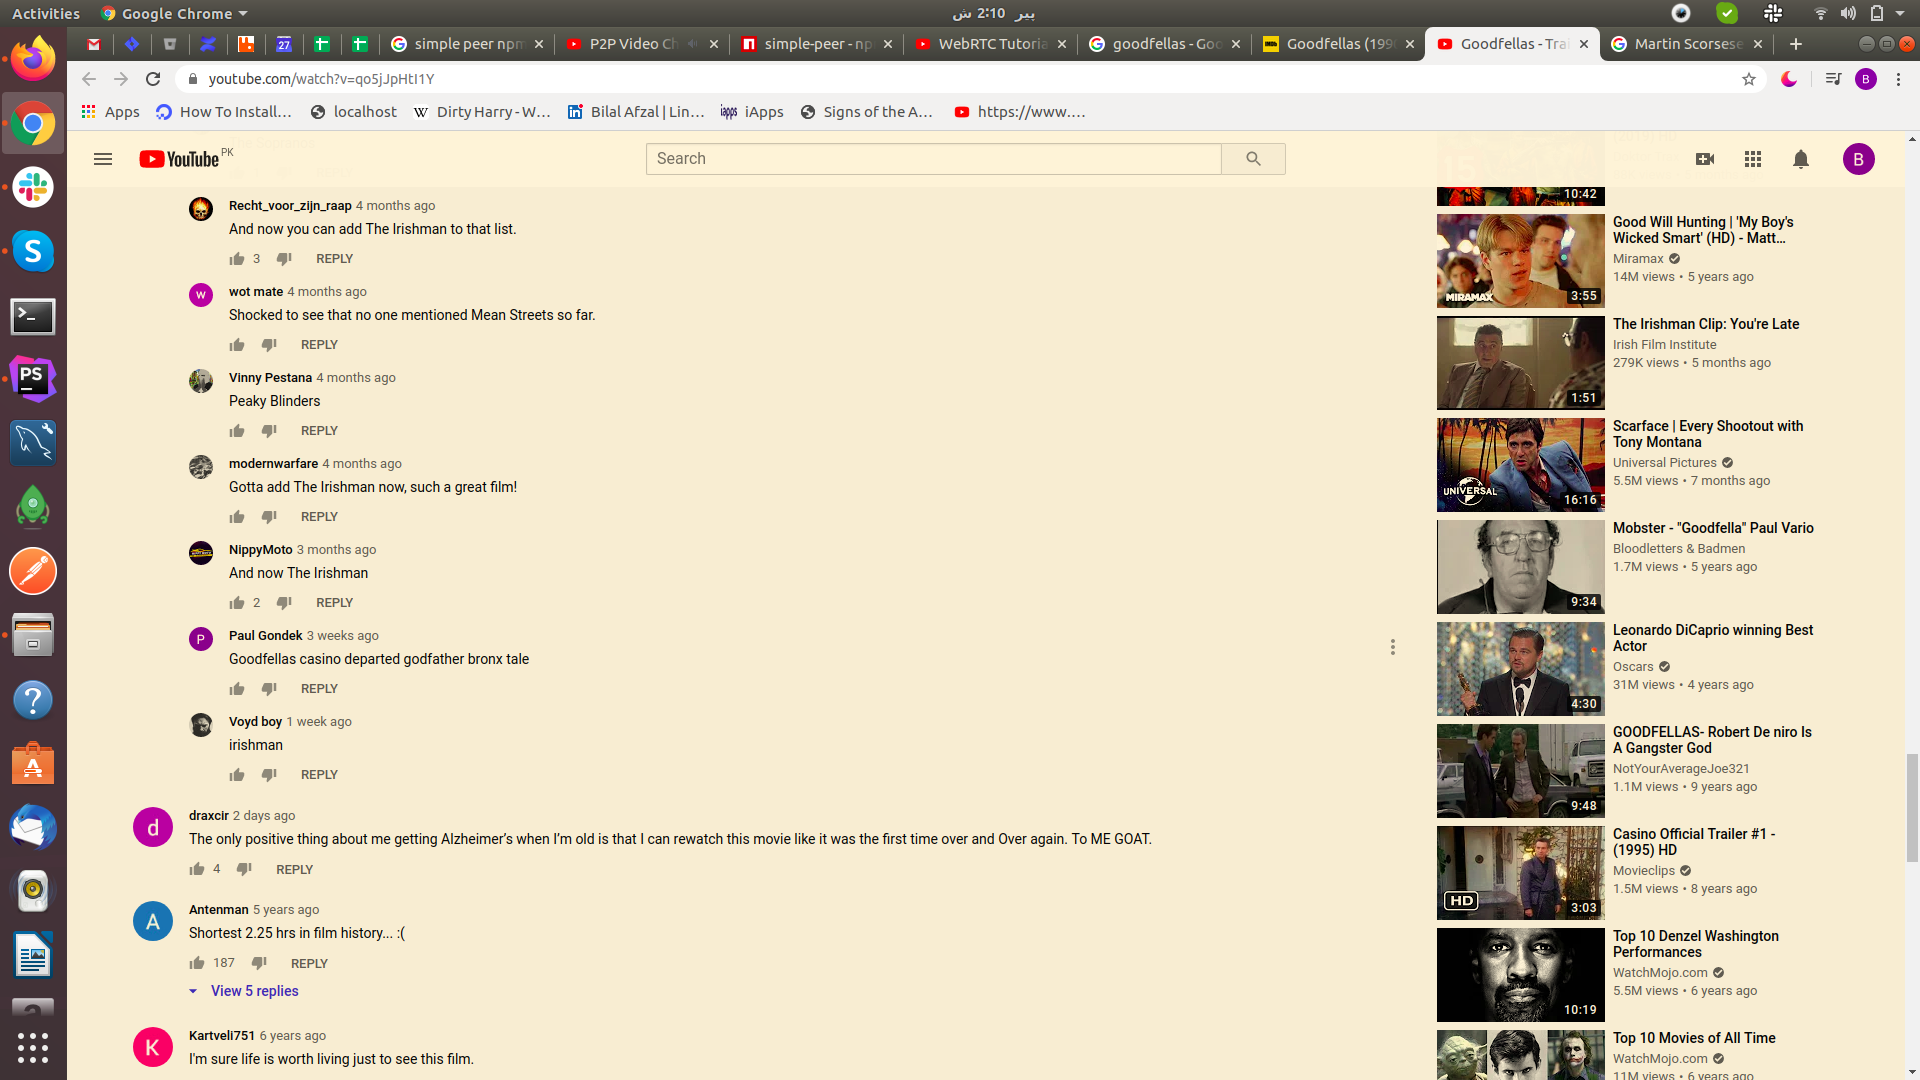 Activities
Google Chrome
پیر 2:10 ش
simple peer npm
P2P Video Ch
simple-peer - np
WebRTC Tutoria
goodfellas - Goo
Goodfellas (199
Goodfellas - Trai
Martin Scorsese
youtube.com/watch?v=qo5jJpHtI1Y
B
Apps
How To Install...
localhost
Dirty Harry - W...
Bilal Afzal | Lin...
iApps
Signs of the A...
https://www....
YouTube PK
Search
B
Recht_voor_zijn_raap 4 months ago
And now you can add The Irishman to that list.
3 REPLY
wot mate 4 months ago
Shocked to see that no one mentioned Mean Streets so far.
REPLY
Vinny Pestana 4 months ago
Peaky Blinders
REPLY
modernwarfare 4 months ago
Gotta add The Irishman now, such a great film!
REPLY
NippyMoto 3 months ago
And now The Irishman
2 REPLY
P
Paul Gondek 3 weeks ago
Goodfellas casino departed godfather bronx tale
REPLY
Voyd boy 1 week ago
irishman
REPLY
d
draxcir 2 days ago
The only positive thing about me getting Alzheimer’s when I’m old is that I can rewatch this movie like it was the first time over and Over again. To ME GOAT.
4 REPLY
A
Antenman 5 years ago
Shortest 2.25 hrs in film history... :(
187 REPLY
View 5 replies
K
Kartveli751 6 years ago
I'm sure life is worth living just to see this film.
10:42
Good Will Hunting | 'My Boy's
Wicked Smart' (HD) - Matt...
Miramax
14M views • 5 years ago
MIRAMAX
3:55
The Irishman Clip: You're Late
Irish Film Institute
279K views • 5 months ago
1:51
Scarface | Every Shootout with
Tony Montana
Universal Pictures
5.5M views • 7 months ago
UNIVERSAL
16:16
Mobster - "Goodfella" Paul Vario
Bloodletters & Badmen
1.7M views • 5 years ago
9:34
Leonardo DiCaprio winning Best
Actor
Oscars
31M views • 4 years ago
4:30
GOODFELLAS- Robert De niro Is
A Gangster God
NotYourAverageJoe321
1.1M views • 9 years ago
9:48
Casino Official Trailer #1 -
(1995) HD
Movieclips
1.5M views • 8 years ago
HD
3:03
Top 10 Denzel Washington
Performances
WatchMojo.com
5.5M views • 6 years ago
10:19
Top 10 Movies of All Time
WatchMojo.com
11M views • 6 years ago